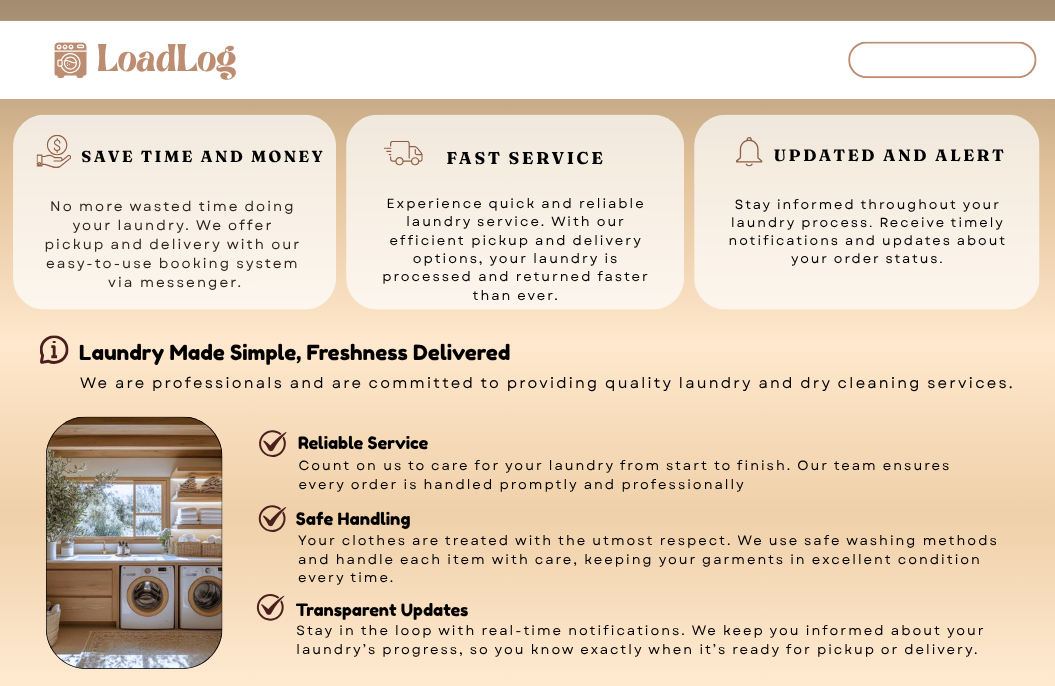 LoadLog
SAVE TIME AND MONEY
No more wasted time doing
your laundry. We offer
pickup and delivery with our
easy-to-use booking system
via messenger.
FAST SERVICE
Experience quick and reliable
laundry service. With our
efficient pickup and delivery
options, your laundry is
processed and returned faster
than ever.
UPDATED AND ALERT
Stay informed throughout your
laundry process. Receive timely
notifications and updates about
your order status.
Laundry Made Simple, Freshness Delivered
We are professionals and are committed to providing quality laundry and dry cleaning services.
Reliable Service
Count on us to care for your laundry from start to finish. Our team ensures
every order is handled promptly and professionally
Safe Handling
Your clothes are treated with the utmost respect. We use safe washing methods
and handle each item with care, keeping your garments in excellent condition
every time.
Transparent Updates
Stay in the loop with real-time notifications. We keep you informed about your
laundry’s progress, so you know exactly when it’s ready for pickup or delivery.